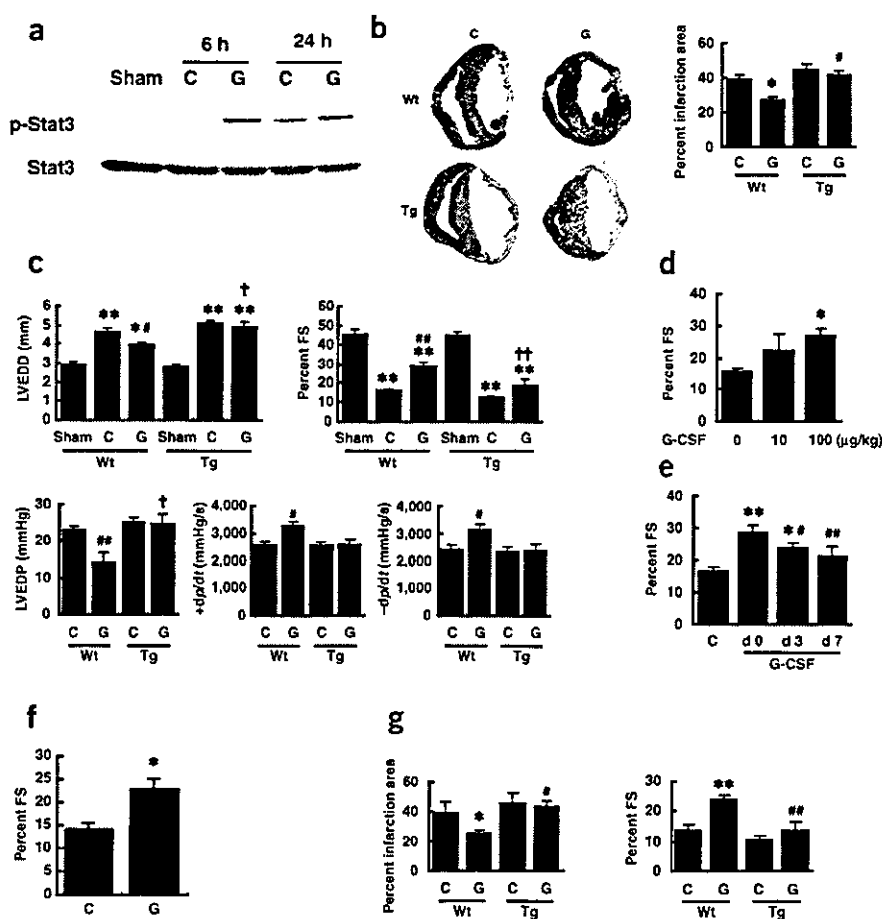 a
6 h
24 h
Sham C G C G
p-Stat3
Stat3
b
C G
Wt
Tg
Percent infarction area
60
40
20
0
C G C G
Wt Tg
*
#
c
LVEDD (mm)
6
5
4
3
2
1
0
** *# ** † **
Sham C G Sham C G
Wt Tg
Percent FS
60
50
40
30
20
10
0
** ## ** ** †† **
Sham C G Sham C G
Wt Tg
d
Percent FS
40
30
20
10
0
*
G-CSF 0 10 100 (µg/kg)
LVEDP (mmHg)
30
20
10
0
## †
C G C G
Wt Tg
+dp/dt (mmHg/s)
4,000
3,000
2,000
1,000
0
#
C G C G
Wt Tg
–dp/dt (mmHg/s)
4,000
3,000
2,000
1,000
0
#
C G C G
Wt Tg
e
Percent FS
40
30
20
10
0
** *# ##
C d 0 d 3 d 7
G-CSF
f
Percent FS
30
25
20
15
10
5
0
*
C G
g
Percent infarction area
60
40
20
0
* #
C G C G
Wt Tg
Percent FS
30
20
10
0
** ##
C G C G
Wt Tg